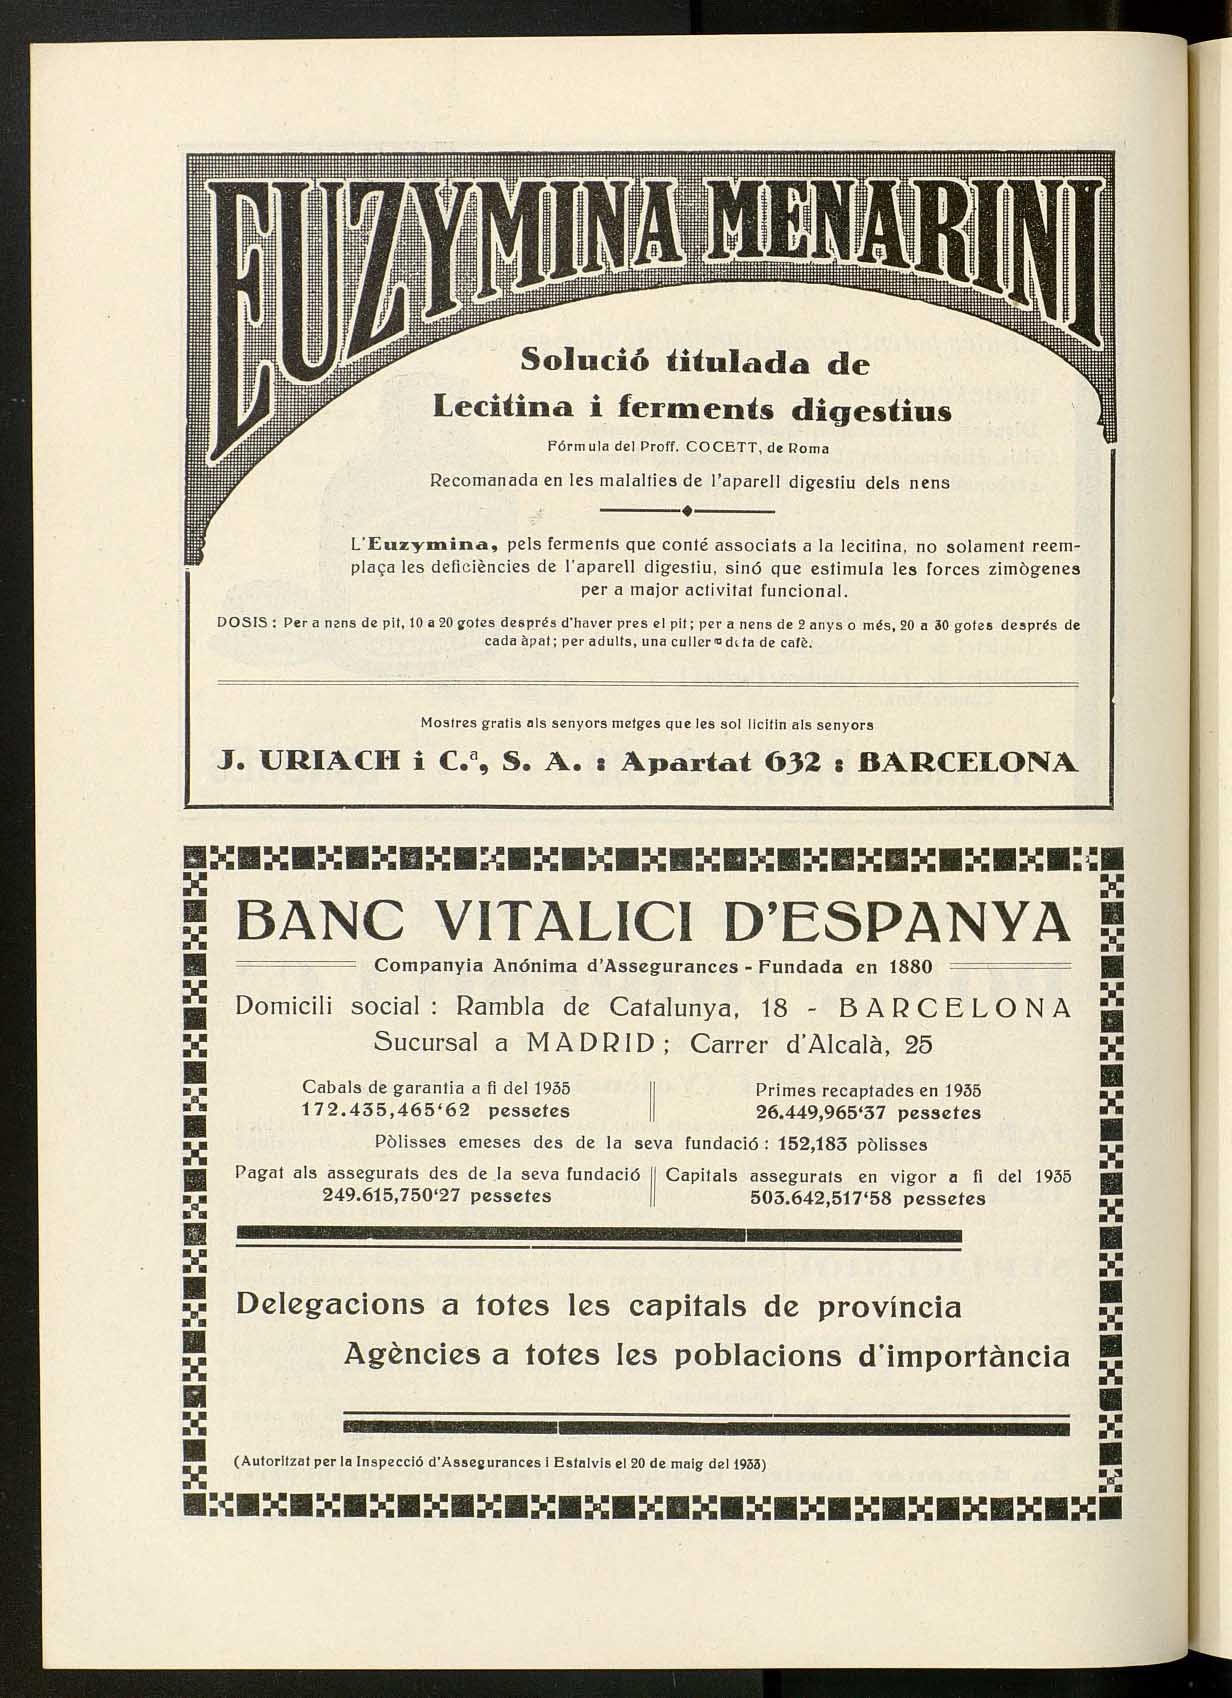 EUZYMINA MENARINI
Solució titulada de
Lecitina i ferments digestius
Fórmula del Proff. COCETT, de Roma
Recomanada en les malalties de l'aparell digestiu dels nens
L'Euzymina, pels ferments que conté associats a la lecitina, no solament reem-
plaça les deficiències de l'aparell digestiu, sinó que estimula les forces zimògenes
per a major activitat funcional.
DOSIS : Per a nens de pit, 10 a 20 gotes després d'haver pres el pit; per a nens de 2 anys o més, 20 a 30 gotes després de
cada àpat; per adults, una culleradeta de cafè.
Mostres gratis als senyors metges que les sol licitin als senyors
J. URIACH i C.ª, S. A. : Apartat 632 : BARCELONA
BANC VITALICI D'ESPANYA
Companyia Anónima d'Assegurances - Fundada en 1880
Domicili social : Rambla de Catalunya, 18 - BARCELONA
Sucursal a MADRID ; Carrer d'Alcalà, 25
Cabals de garantia a fi del 1935
172.435,465'62 pessetes
Primes recaptades en 1935
26.449,965'37 pessetes
Pòlisses emeses des de la seva fundació : 152,183 pòlisses
Pagat als assegurats des de la seva fundació
249.615,750'27 pessetes
Capitals assegurats en vigor a fi del 1935
503.642,517'58 pessetes
Delegacions a totes les capitals de província
Agències a totes les poblacions d'importància
(Autoritzat per la Inspecció d'Assegurances i Estalvis el 20 de maig del 1933)